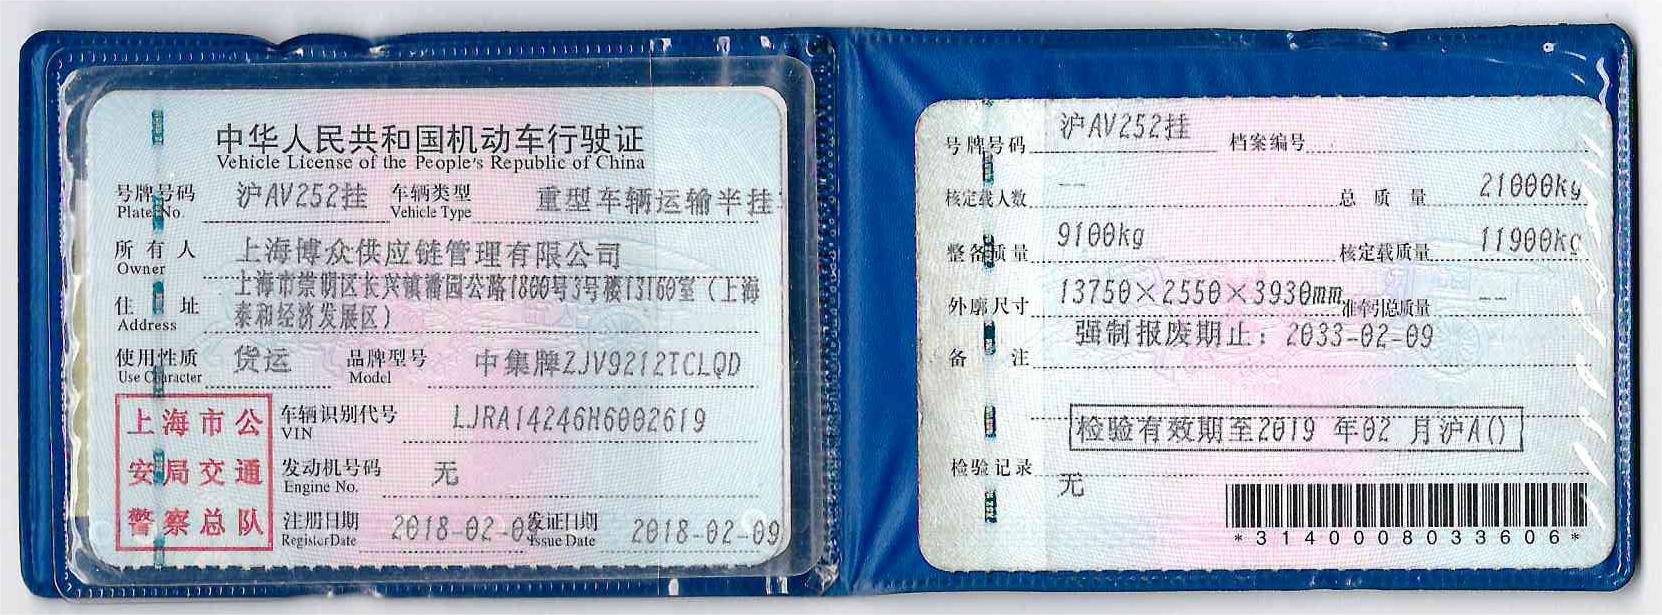 中华人民共和国机动车行驶证
Vehicle License of the People's Republic of China
号牌号码 沪AV252挂 车辆类型 重型车辆运输半挂
Plate No. Vehicle Type
所有人 上海博众供应链管理有限公司
Owner
上海市崇明区长兴镇潘园公路1800号3号楼13160室（上海
住址 泰和经济发展区）
Address
使用性质 货运 品牌型号 中集牌ZJV9212TCLQD
Use Character Model
上海市公
安局交通
警察总队
车辆识别代号 LJRA14246H6002619
VIN
发动机号码 无
Engine No.
注册日期 2018-02-0 发证日期 2018-02-09
Register Date Issue Date
号牌号码 沪AV252挂 档案编号
核定载人数 -- 总质量 21000kg
整备质量 9100kg 核定载质量 11900kg
外廓尺寸 13750×2550×3930mm 准牵引总质量 --
强制报废期止：2033-02-09
备注
检验有效期至2019 年02 月沪A()
检验记录
无
*3140008033606*